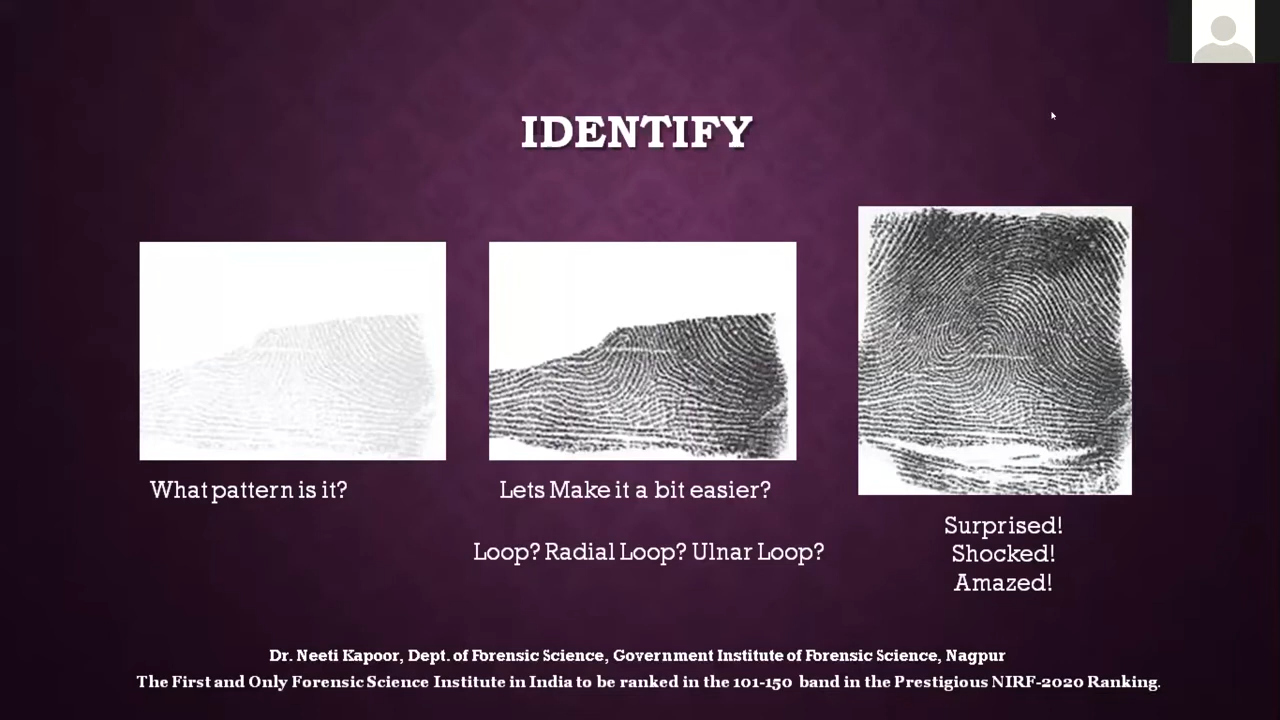 IDENTIFY
What pattern is it?
Lets Make it a bit easier?
Loop? Radial Loop? Ulnar Loop?
Surprised!
Shocked!
Amazed!
Dr. Neeti Kapoor, Dept. of Forensic Science, Government Institute of Forensic Science, Nagpur
The First and Only Forensic Science Institute in India to be ranked in the 101-150 band in the Prestigious NIRF-2020 Ranking.